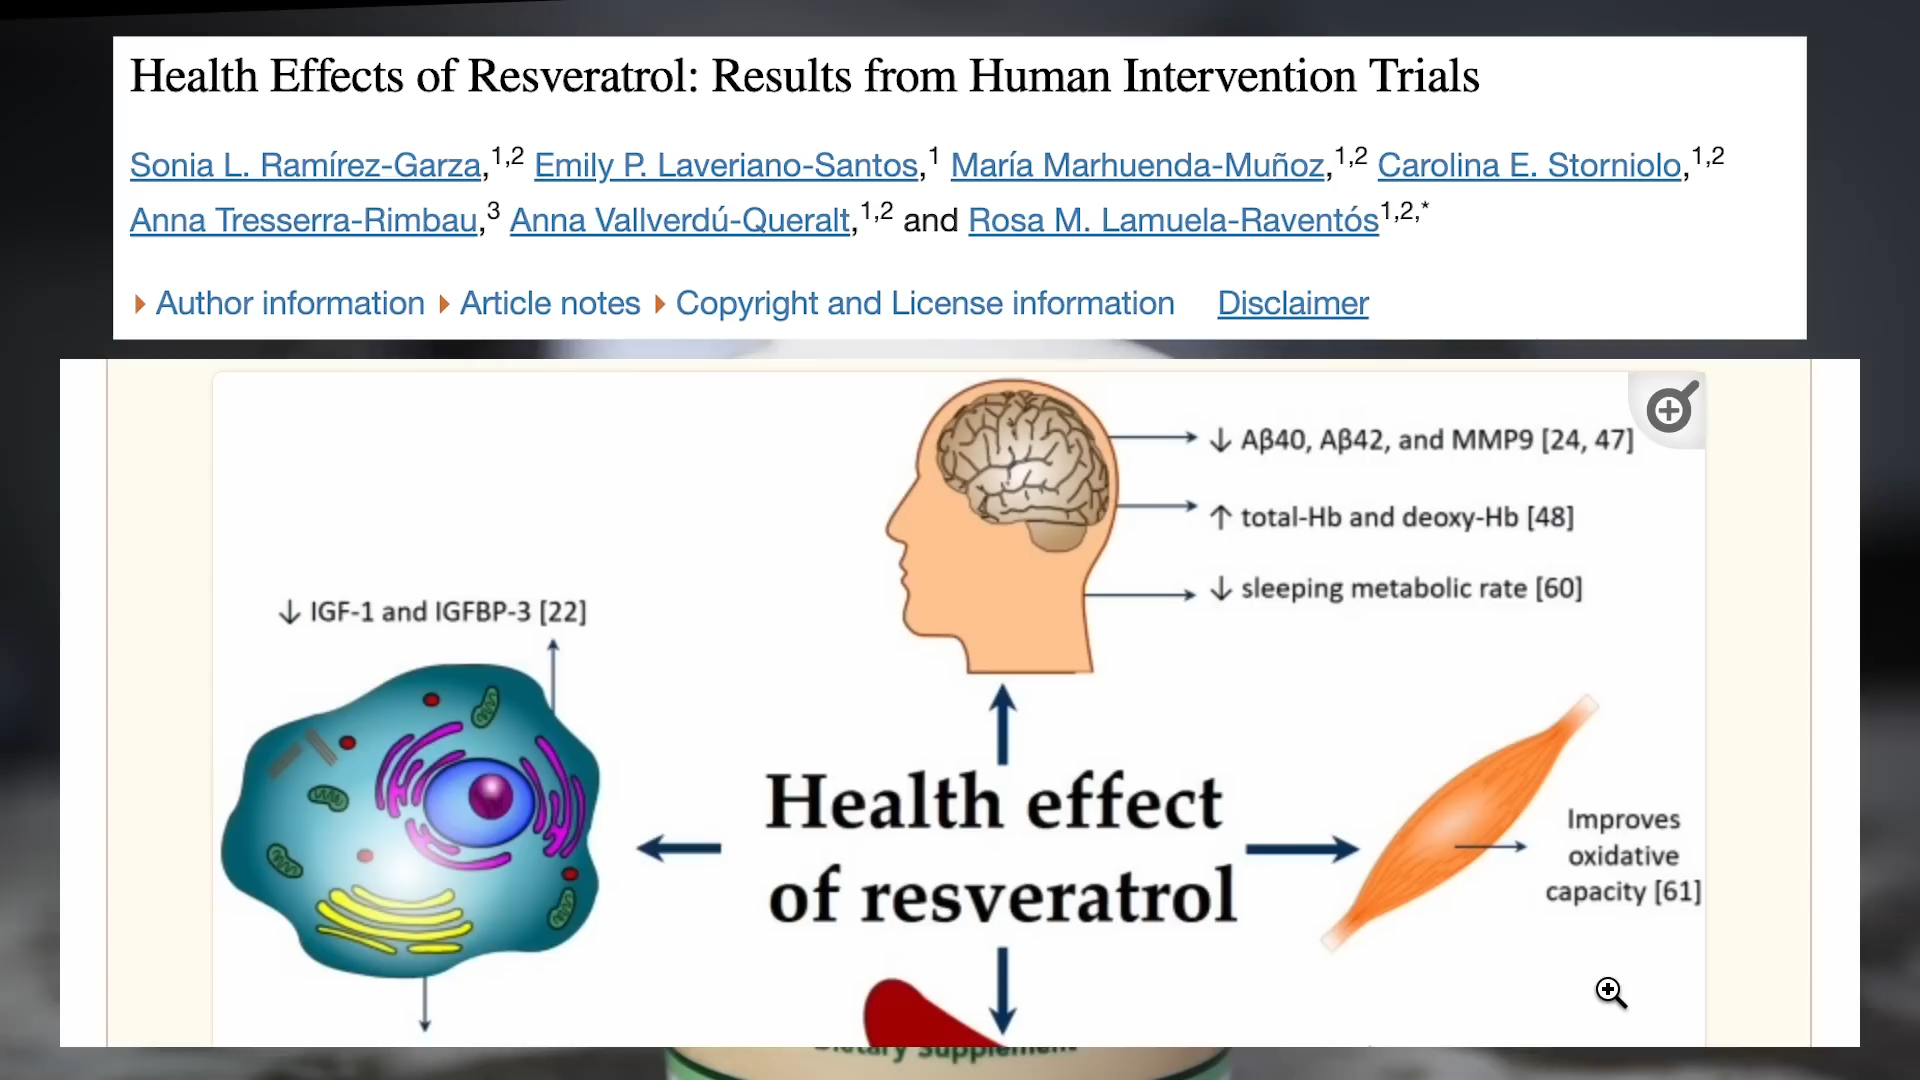 Health Effects of Resveratrol: Results from Human Intervention Trials
Sonia L. Ramírez-Garza,1,2 Emily P. Laveriano-Santos,1 María Marhuenda-Muñoz,1,2 Carolina E. Storniolo,1,2
Anna Tresserra-Rimbau,3 Anna Vallverdú-Queralt,1,2 and Rosa M. Lamuela-Raventós1,2,*
Author information Article notes Copyright and License information Disclaimer
↓ Aβ40, Aβ42, and MMP9 [24, 47]
↑ total-Hb and deoxy-Hb [48]
↓ sleeping metabolic rate [60]
↓ IGF-1 and IGFBP-3 [22]
Health effect
of resveratrol
Improves
oxidative
capacity [61]
Dietary Supplement